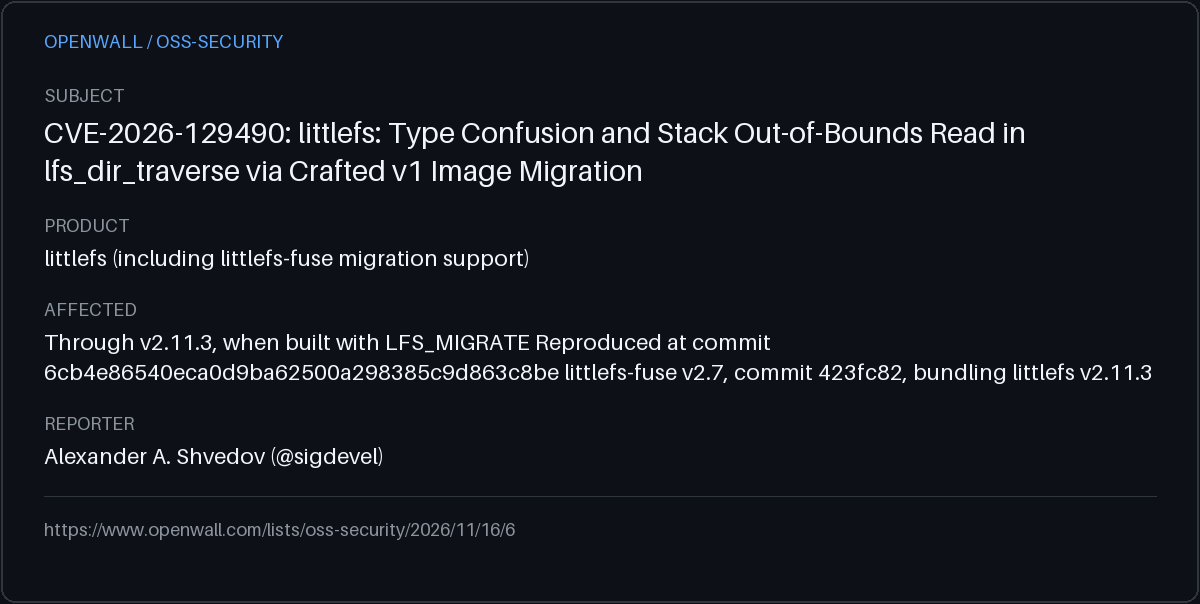 OPENWALL / OSS-SECURITY
SUBJECT
CVE-2026-129490: littlefs: Type Confusion and Stack Out-of-Bounds Read in
lfs_dir_traverse via Crafted v1 Image Migration
PRODUCT
littlefs (including littlefs-fuse migration support)
AFFECTED
Through v2.11.3, when built with LFS_MIGRATE Reproduced at commit
6cb4e86540eca0d9ba62500a298385c9d863c8be littlefs-fuse v2.7, commit 423fc82, bundling littlefs v2.11.3
REPORTER
Alexander A. Shvedov (@sigdevel)
https://www.openwall.com/lists/oss-security/2026/11/16/6